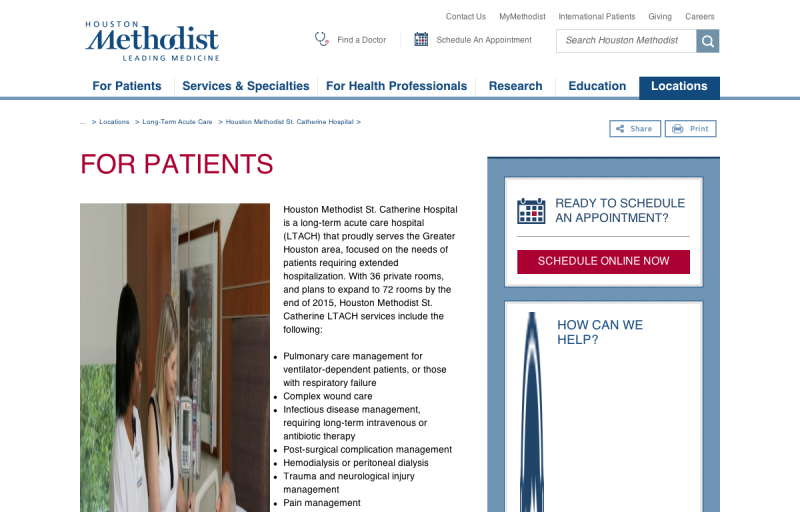 Contact Us MyMethodist International Patients Giving Careers
HOUSTON
Methodist
LEADING MEDICINE
Find a Doctor Schedule An Appointment Search Houston Methodist
For Patients Services & Specialties For Health Professionals Research Education Locations
... > Locations > Long-Term Acute Care > Houston Methodist St. Catherine Hospital >
Share Print
FOR PATIENTS
Houston Methodist St. Catherine Hospital
is a long-term acute care hospital
(LTACH) that proudly serves the Greater
Houston area, focused on the needs of
patients requiring extended
hospitalization. With 36 private rooms,
and plans to expand to 72 rooms by the
end of 2015, Houston Methodist St.
Catherine LTACH services include the
following:
• Pulmonary care management for
ventilator-dependent patients, or those
with respiratory failure
• Complex wound care
• Infectious disease management,
requiring long-term intravenous or
antibiotic therapy
• Post-surgical complication management
• Hemodialysis or peritoneal dialysis
• Trauma and neurological injury
management
• Pain management
READY TO SCHEDULE
AN APPOINTMENT?
SCHEDULE ONLINE NOW
HOW CAN WE
HELP?